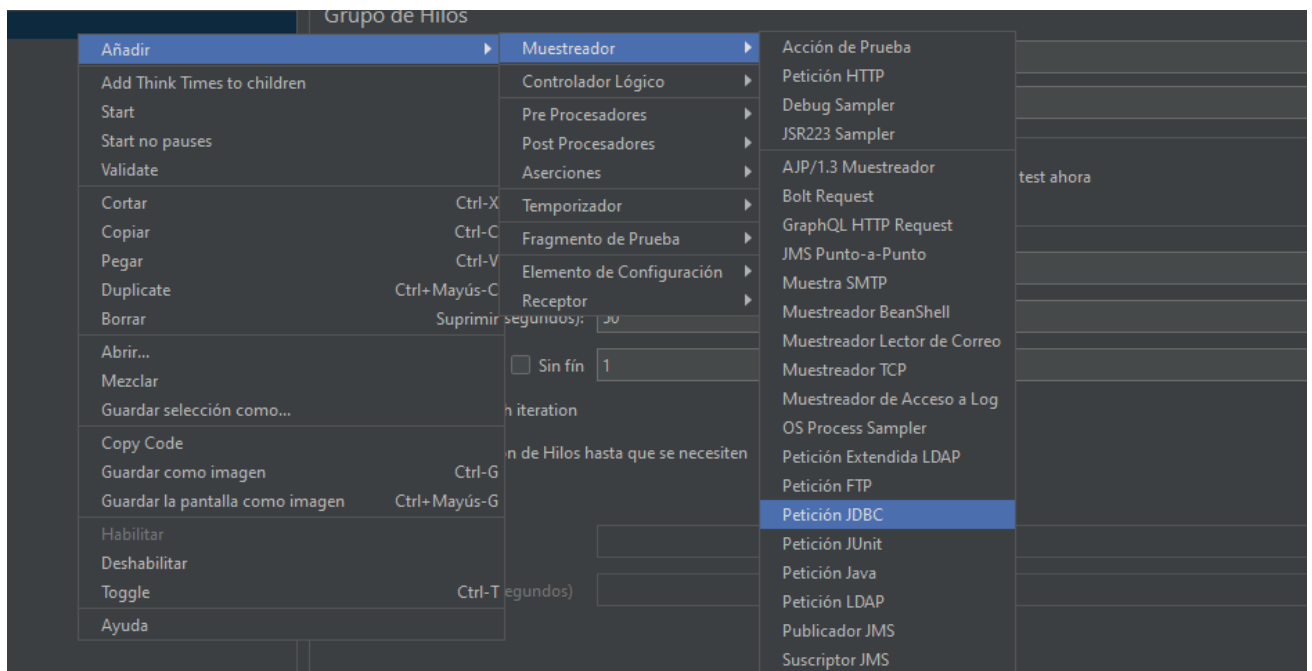 Grupo de Hilos
Añadir
Add Think Times to children
Start
Start no pauses
Validate
Cortar Ctrl-X
Copiar Ctrl-C
Pegar Ctrl-V
Duplicate Ctrl+Mayús-C
Borrar Suprimir
Abrir...
Mezclar
Guardar selección como...
Copy Code
Guardar como imagen Ctrl-G
Guardar la pantalla como imagen Ctrl+Mayús-G
Habilitar
Deshabilitar
Toggle Ctrl-T
Ayuda
Muestreador
Controlador Lógico
Pre Procesadores
Post Procesadores
Aserciones
Temporizador
Fragmento de Prueba
Elemento de Configuración
Receptor
segundos):
Sin fín 1
h iteration
n de Hilos hasta que se necesiten
egundos)
Acción de Prueba
Petición HTTP
Debug Sampler
JSR223 Sampler
AJP/1.3 Muestreador
Bolt Request
GraphQL HTTP Request
JMS Punto-a-Punto
Muestra SMTP
Muestreador BeanShell
Muestreador Lector de Correo
Muestreador TCP
Muestreador de Acceso a Log
OS Process Sampler
Petición Extendida LDAP
Petición FTP
Petición JDBC
Petición JUnit
Petición Java
Petición LDAP
Publicador JMS
Suscriptor JMS
test ahora